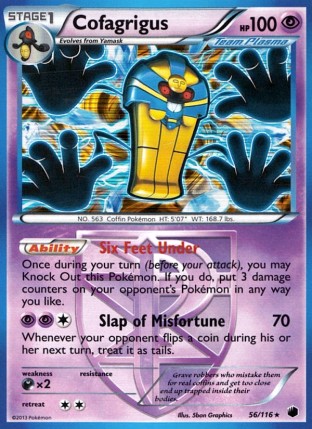 STAGE1 Cofagrigus HP100
Evolves from Yamask Team Plasma
NO. 563 Coffin Pokémon HT: 5'07" WT: 168.7 lbs.
Ability Six Feet Under
Once during your turn (before your attack), you may
Knock Out this Pokémon. If you do, put 3 damage
counters on your opponent's Pokémon in any way
you like.
Slap of Misfortune 70
Whenever your opponent flips a coin during his or
her next turn, treat it as tails.
weakness resistance
×2
retreat
Grave robbers who mistake them
for real coffins and get too close
end up trapped inside their
bodies.
©2013 Pokémon Illus. 5ban Graphics 56/116 ★